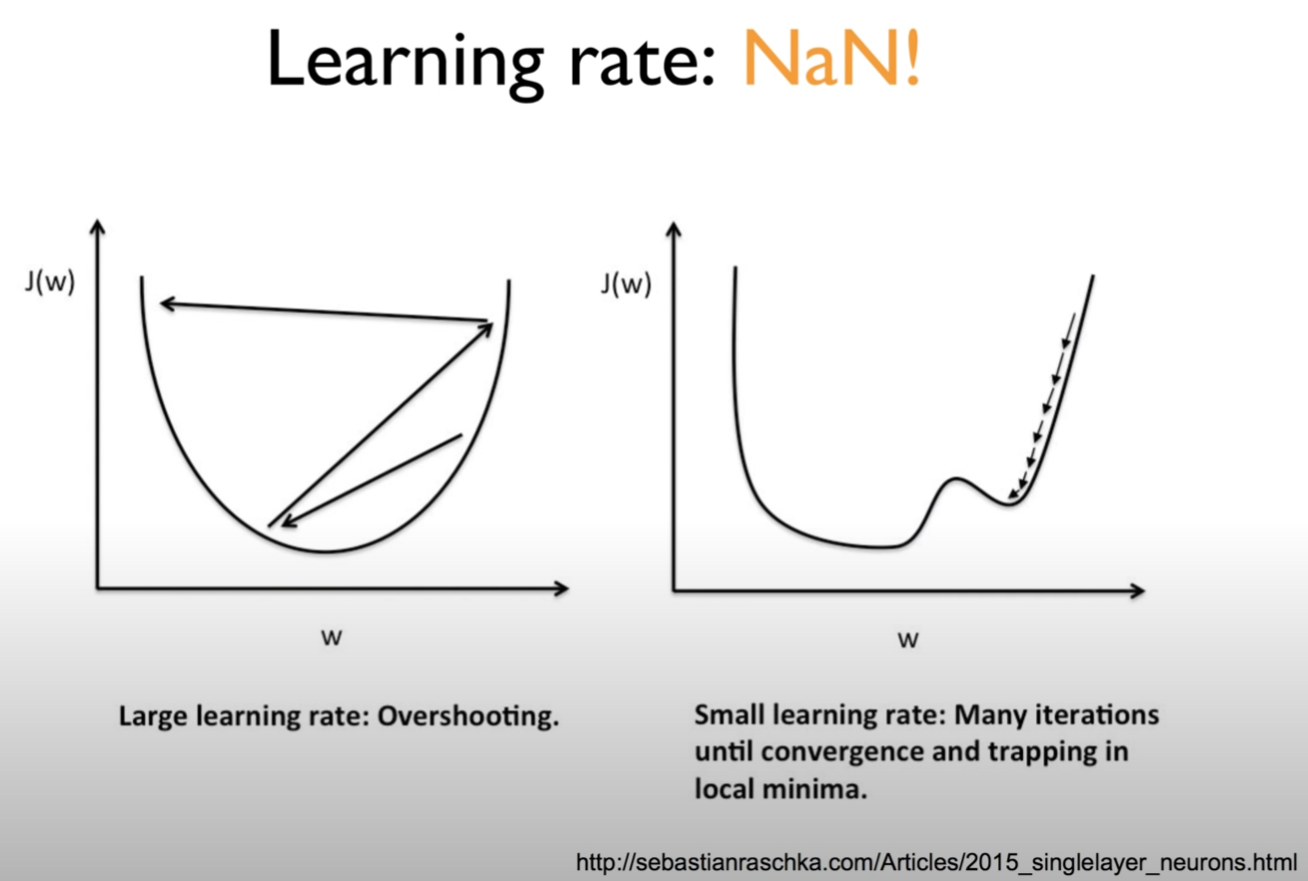 Learning rate: NaN!
J(w)
w
Large learning rate: Overshooting.
J(w)
w
Small learning rate: Many iterations
until convergence and trapping in
local minima.
http://sebastianraschka.com/Articles/2015_singlelayer_neurons.html